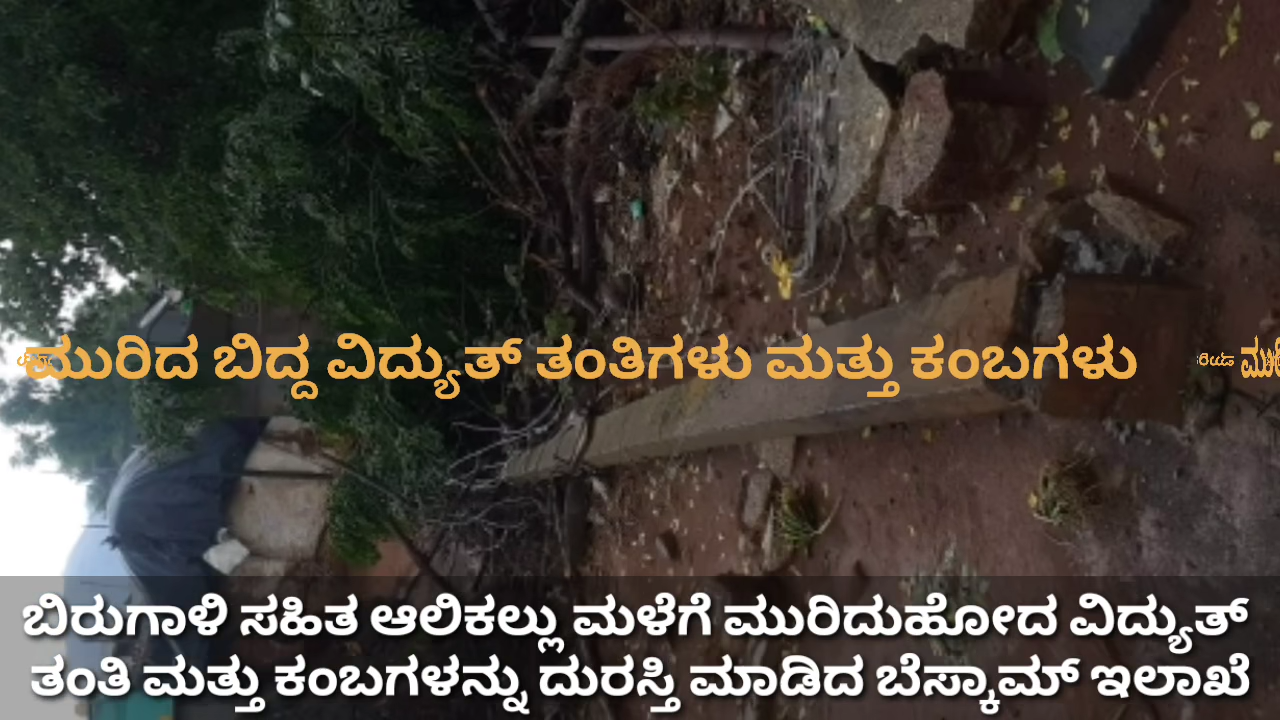 ಮುರಿದ ಬಿದ್ದ ವಿದ್ಯುತ್ ತಂತಿಗಳು ಮತ್ತು ಕಂಬಗಳು
ಬಿರುಗಾಳಿ ಸಹಿತ ಆಲಿಕಲ್ಲು ಮಳೆಗೆ ಮುರಿದುಹೋದ ವಿದ್ಯುತ್
ತಂತಿ ಮತ್ತು ಕಂಬಗಳನ್ನು ದುರಸ್ತಿ ಮಾಡಿದ ಬೆಸ್ಕಾಮ್ ಇಲಾಖೆ